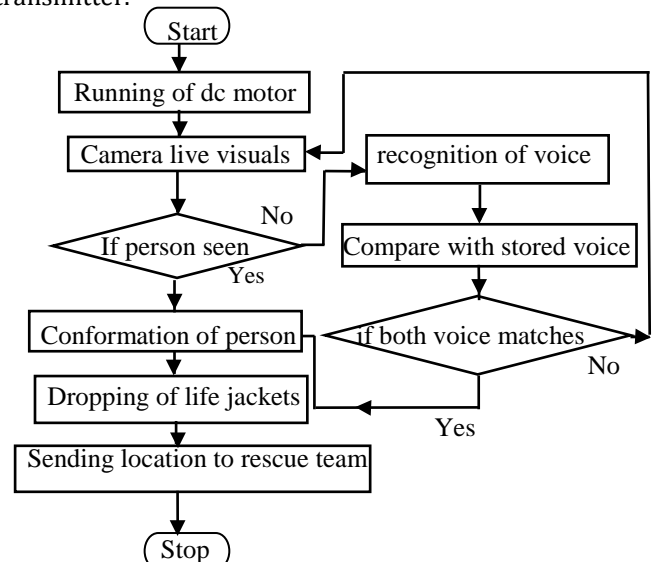 transmitter.
Start
Running of dc motor
Camera live visuals
recognition of voice
No
If person seen
Yes
Compare with stored voice
Conformation of person
if both voice matches
No
Dropping of life jackets
Yes
Sending location to rescue team
Stop